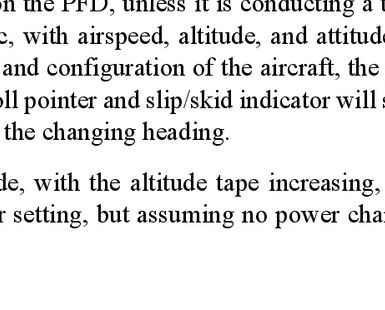 on the PFD, unless it is conducting a
c, with airspeed, altitude, and attitude
and configuration of the aircraft, the
oll pointer and slip/skid indicator will
the changing heading.
de, with the altitude tape increasing,
r setting, but assuming no power